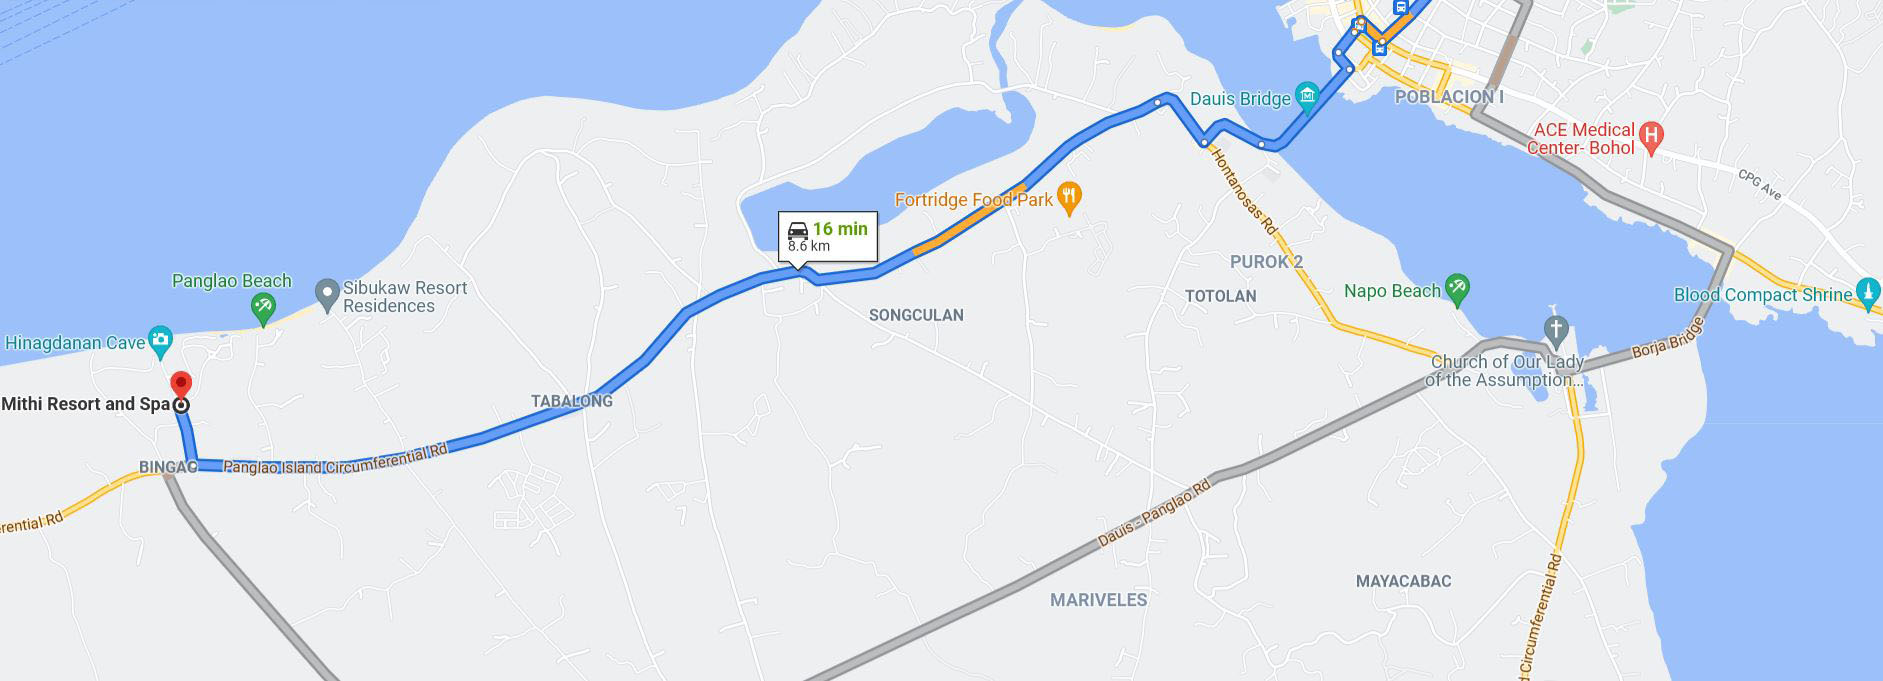 POBLACION I
Dauis Bridge
ACE Medical
Center- Bohol
CPG Ave
Hontanosas Rd
Fortridge Food Park
16 min
8.6 km
PUROK 2
Panglao Beach
Sibukaw Resort
Residences
TOTOLAN
Napo Beach
Blood Compact Shrine
SONGCULAN
Hinagdanan Cave
Borja Bridge
Church of Our Lady
of the Assumption...
Mithi Resort and Spa
TABALONG
BINGAG
Panglao Island Circumferential Rd
erential Rd
Dauis - Panglao Rd
MAYACABAC
MARIVELES
d Circumferential Rd